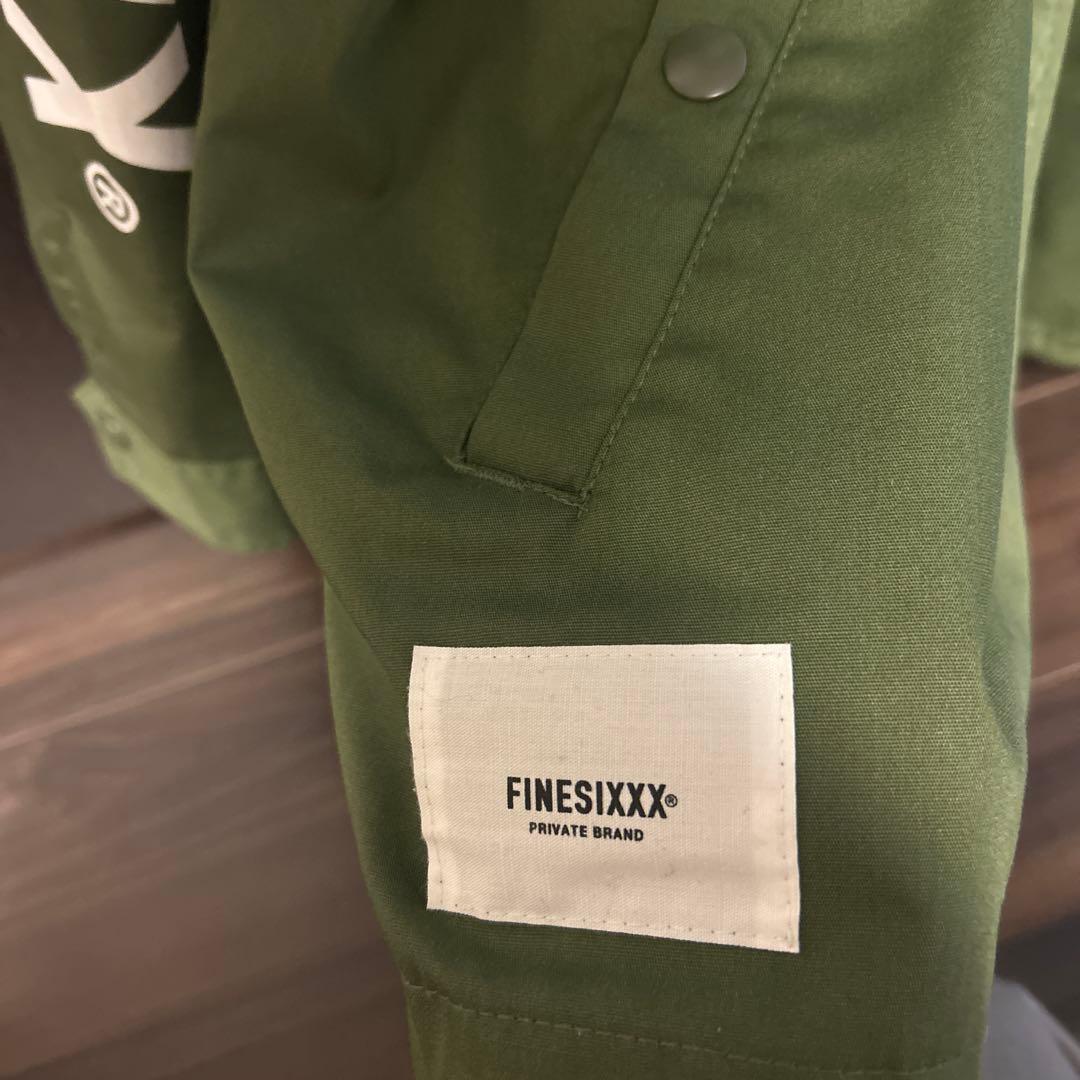 ®
FINESIXXX®
PRIVATE BRAND